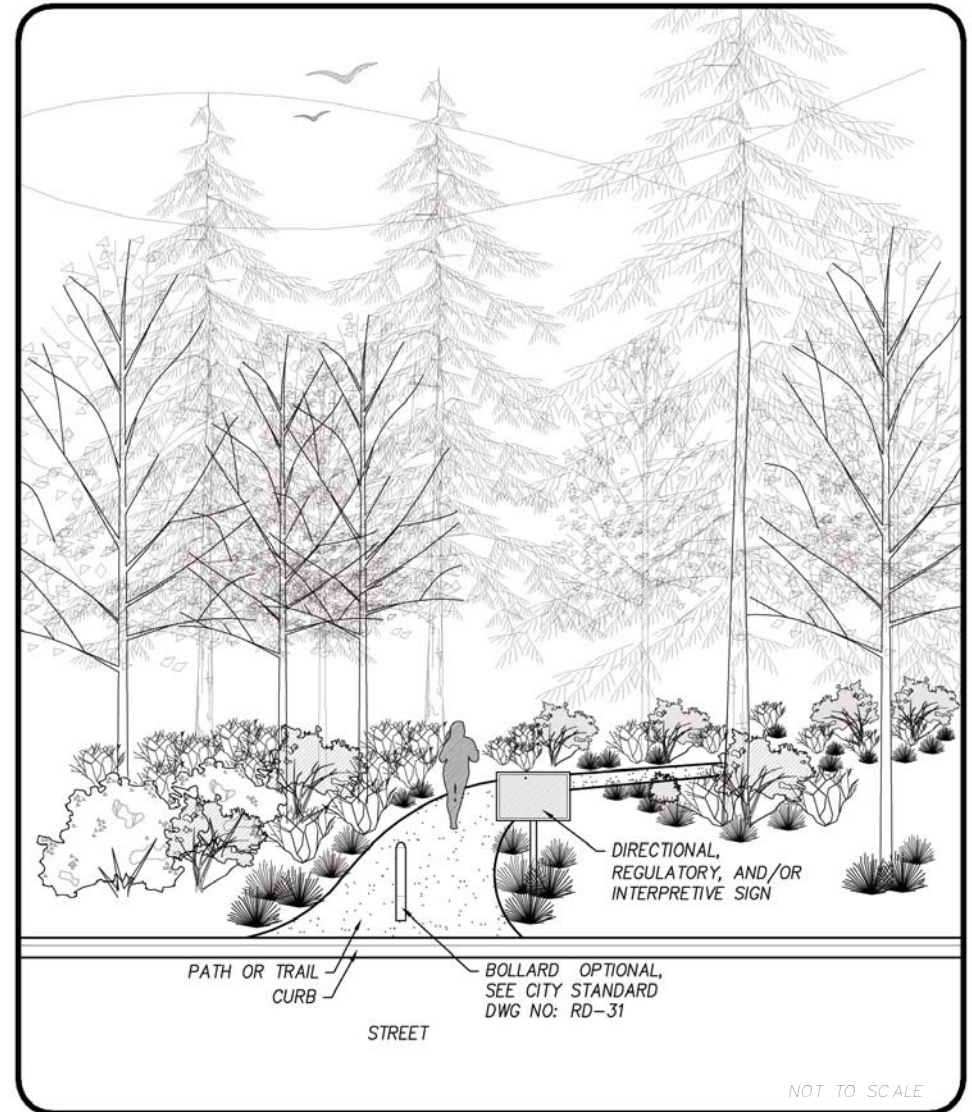 DIRECTIONAL,
REGULATORY, AND/OR
INTERPRETIVE SIGN
PATH OR TRAIL
CURB
BOLLARD OPTIONAL,
SEE CITY STANDARD
DWG NO: RD-31
STREET
NOT TO SCALE